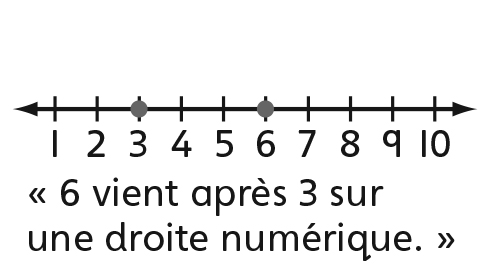 1 2 3 4 5 6 7 8 9 10
« 6 vient après 3 sur
une droite numérique. »